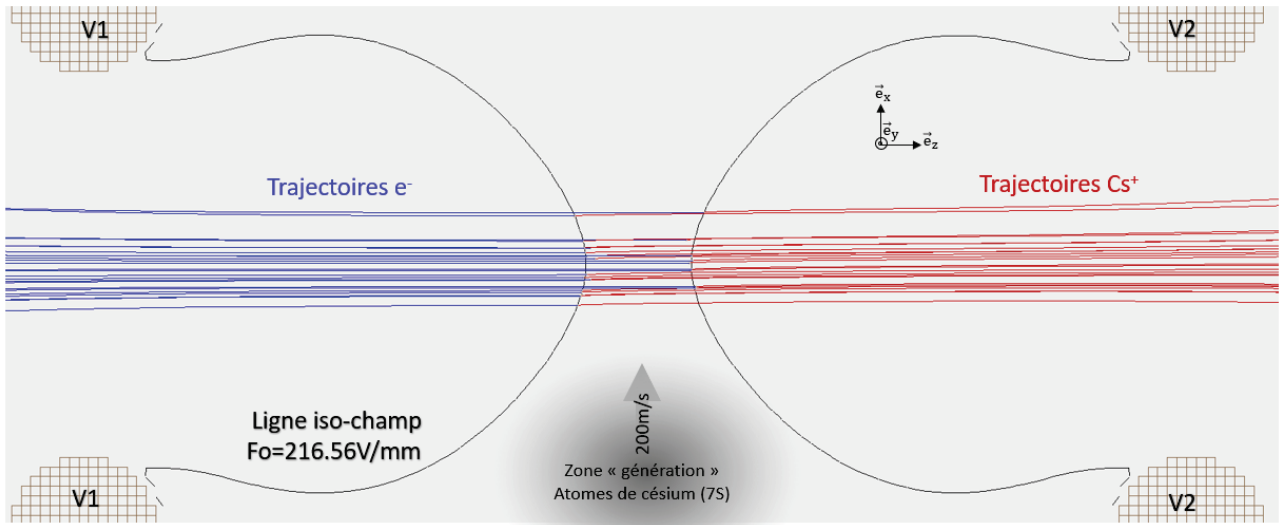 V1
V2
e⃗x
e⃗y
e⃗z
Trajectoires e-
Trajectoires Cs+
Ligne iso-champ
Fo=216.56V/mm
200m/s
Zone « génération »
Atomes de césium (7S)
V1
V2